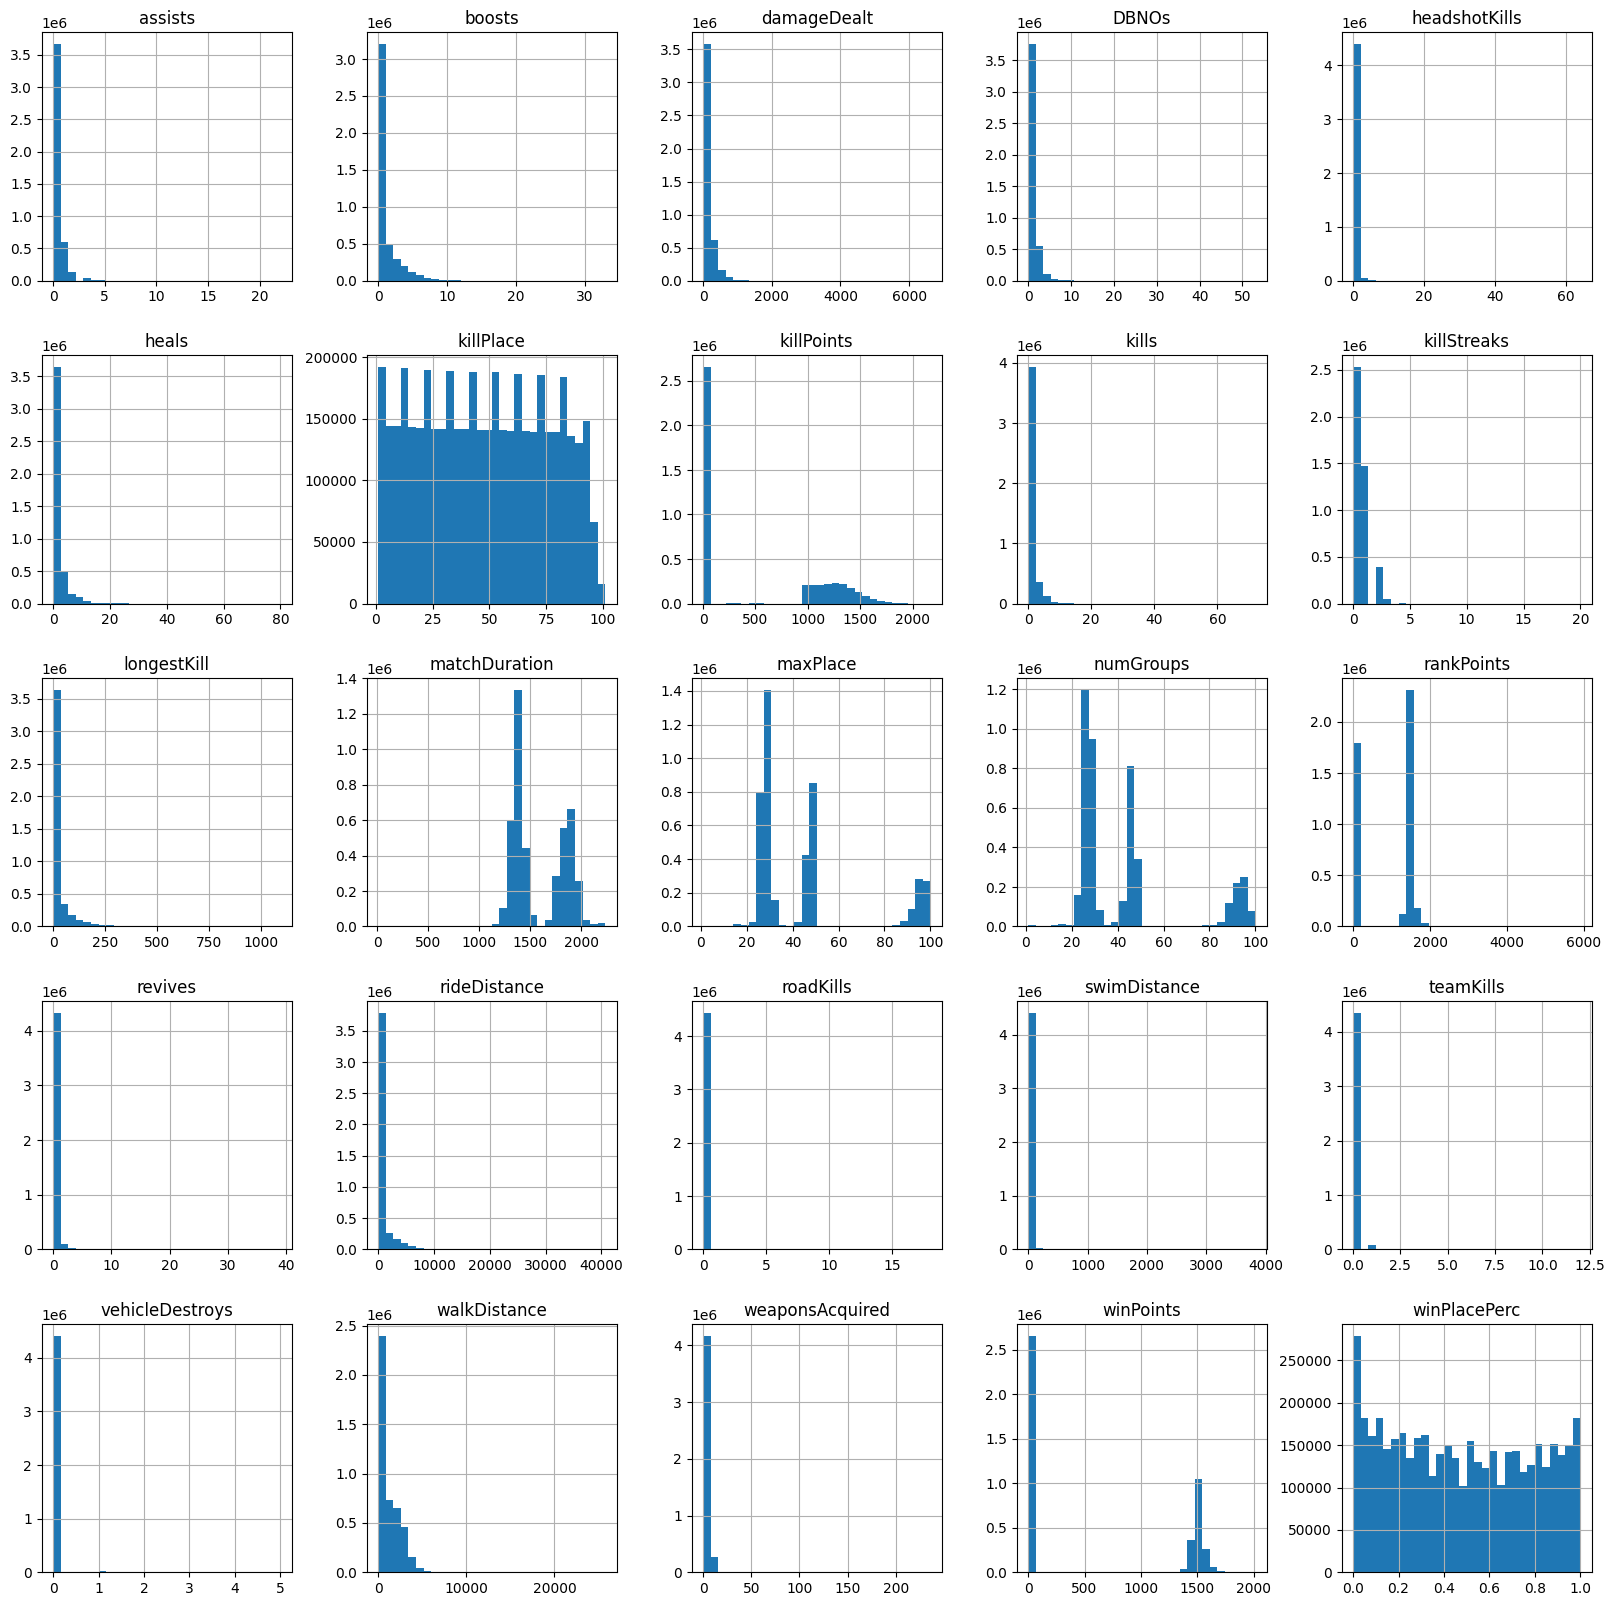 assists
1e6
3.5
3.0
2.5
2.0
1.5
1.0
0.5
0.0
0 5 10 15 20
boosts
1e6
3.0
2.5
2.0
1.5
1.0
0.5
0.0
0 10 20 30
damageDealt
1e6
3.5
3.0
2.5
2.0
1.5
1.0
0.5
0.0
0 2000 4000 6000
DBNOs
1e6
3.5
3.0
2.5
2.0
1.5
1.0
0.5
0.0
0 10 20 30 40 50
headshotKills
1e6
4
3
2
1
0
0 20 40 60
heals
1e6
3.5
3.0
2.5
2.0
1.5
1.0
0.5
0.0
0 20 40 60 80
killPlace
200000
150000
100000
50000
0
0 25 50 75 100
killPoints
1e6
2.5
2.0
1.5
1.0
0.5
0.0
0 500 1000 1500 2000
kills
1e6
4
3
2
1
0
0 20 40 60
killStreaks
1e6
2.5
2.0
1.5
1.0
0.5
0.0
0 5 10 15 20
longestKill
1e6
3.5
3.0
2.5
2.0
1.5
1.0
0.5
0.0
0 250 500 750 1000
matchDuration
1e6
1.4
1.2
1.0
0.8
0.6
0.4
0.2
0.0
0 500 1000 1500 2000
maxPlace
1e6
1.4
1.2
1.0
0.8
0.6
0.4
0.2
0.0
0 20 40 60 80 100
numGroups
1e6
1.2
1.0
0.8
0.6
0.4
0.2
0.0
0 20 40 60 80 100
rankPoints
1e6
2.0
1.5
1.0
0.5
0.0
0 2000 4000 6000
revives
1e6
4
3
2
1
0
0 10 20 30 40
rideDistance
1e6
3.5
3.0
2.5
2.0
1.5
1.0
0.5
0.0
0 10000 20000 30000 40000
roadKills
1e6
4
3
2
1
0
0 5 10 15
swimDistance
1e6
4
3
2
1
0
0 1000 2000 3000 4000
teamKills
1e6
4
3
2
1
0
0.0 2.5 5.0 7.5 10.0 12.5
vehicleDestroys
1e6
4
3
2
1
0
0 1 2 3 4 5
walkDistance
1e6
2.5
2.0
1.5
1.0
0.5
0.0
0 10000 20000
weaponsAcquired
1e6
4
3
2
1
0
0 50 100 150 200
winPoints
1e6
2.5
2.0
1.5
1.0
0.5
0.0
0 500 1000 1500 2000
winPlacePerc
250000
200000
150000
100000
50000
0
0.0 0.2 0.4 0.6 0.8 1.0